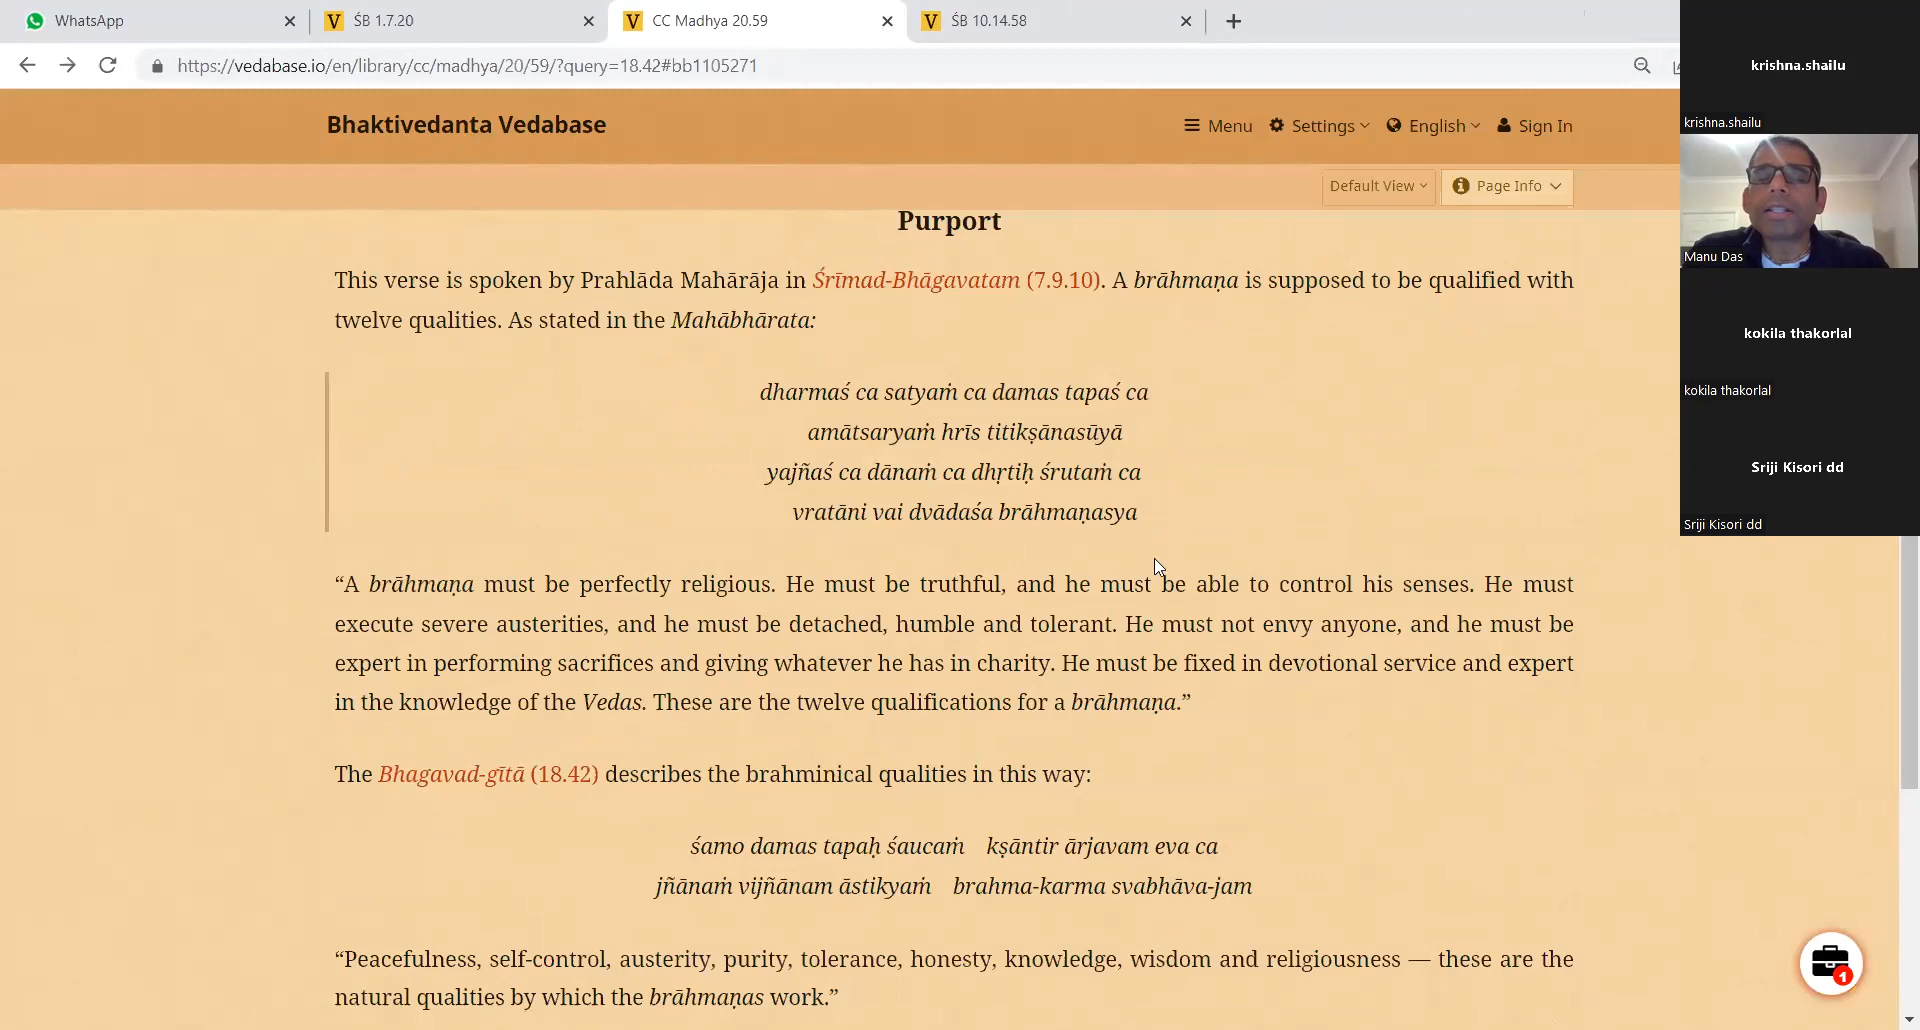 WhatsApp
ŚB 1.7.20
CC Madhya 20.59
ŚB 10.14.58
https://vedabase.io/en/library/cc/madhya/20/59/?query=18.42#bb1105271
Bhaktivedanta Vedabase
Menu
Settings
English
Sign In
Default View
Page Info
Purport
This verse is spoken by Prahlāda Mahārāja in Śrīmad-Bhāgavatam (7.9.10). A brāhmaṇa is supposed to be qualified with
twelve qualities. As stated in the Mahābhārata:
dharmaś ca satyaṁ ca damas tapaś ca
amātsaryaṁ hrīs titikṣānasūyā
yajñaś ca dānaṁ ca dhṛtiḥ śrutaṁ ca
vratāni vai dvādaśa brāhmaṇasya
“A brāhmaṇa must be perfectly religious. He must be truthful, and he must be able to control his senses. He must
execute severe austerities, and he must be detached, humble and tolerant. He must not envy anyone, and he must be
expert in performing sacrifices and giving whatever he has in charity. He must be fixed in devotional service and expert
in the knowledge of the Vedas. These are the twelve qualifications for a brāhmaṇa.”
The Bhagavad-gītā (18.42) describes the brahminical qualities in this way:
śamo damas tapaḥ śaucaṁ kṣāntir ārjavam eva ca
jñānaṁ vijñānam āstikyaṁ brahma-karma svabhāva-jam
“Peacefulness, self-control, austerity, purity, tolerance, honesty, knowledge, wisdom and religiousness — these are the
natural qualities by which the brāhmaṇas work.”
1
krishna.shailu
krishna.shailu
Manu Das
kokila thakorlal
kokila thakorlal
Sriji Kisori dd
Sriji Kisori dd